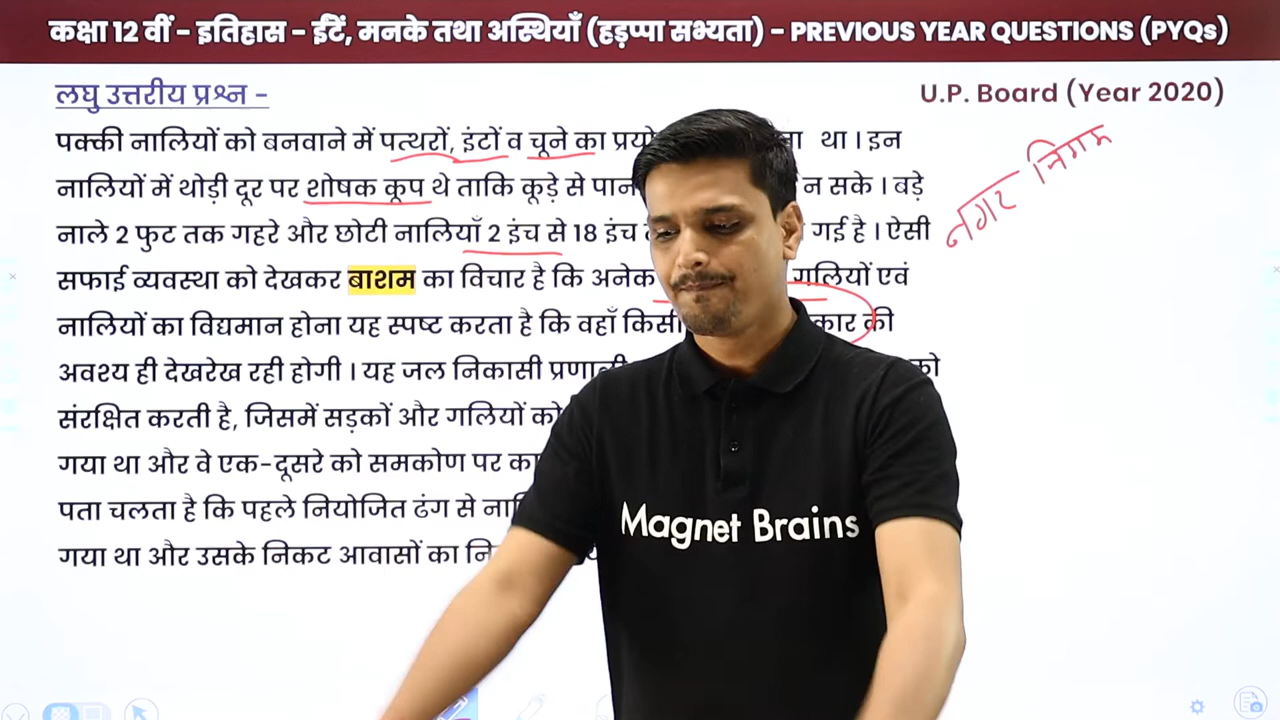 कक्षा 12 वीं - इतिहास - ईंटें, मनके तथा अस्थियाँ (हड़प्पा सभ्यता) - PREVIOUS YEAR QUESTIONS (PYQs)
लघु उत्तरीय प्रश्न -
U.P. Board (Year 2020)
पक्की नालियों को बनवाने में पत्थरों, इंटों व चूने का था । इन
नालियों में थोड़ी दूर पर शोषक कूप थे ताकि कूड़े से न सके । बड़े
नाले 2 फुट तक गहरे और छोटी नालियाँ 2 इंच से 18 इंच गई है । ऐसी
सफाई व्यवस्था को देखकर बाशम का विचार है कि अनेक गलियों एवं
नालियों का विद्यमान होना यह स्पष्ट करता है कि वहाँ किसी की
अवश्य ही देखरेख रही होगी । यह जल निकासी को
संरक्षित करती है, जिसमें सड़कों और गलियों को
गया था और वे एक-दूसरे को समकोण पर
पता चलता है कि पहले नियोजित ढंग से
गया था और उसके निकट आवासों का
नगर निगम
Magnet Brains